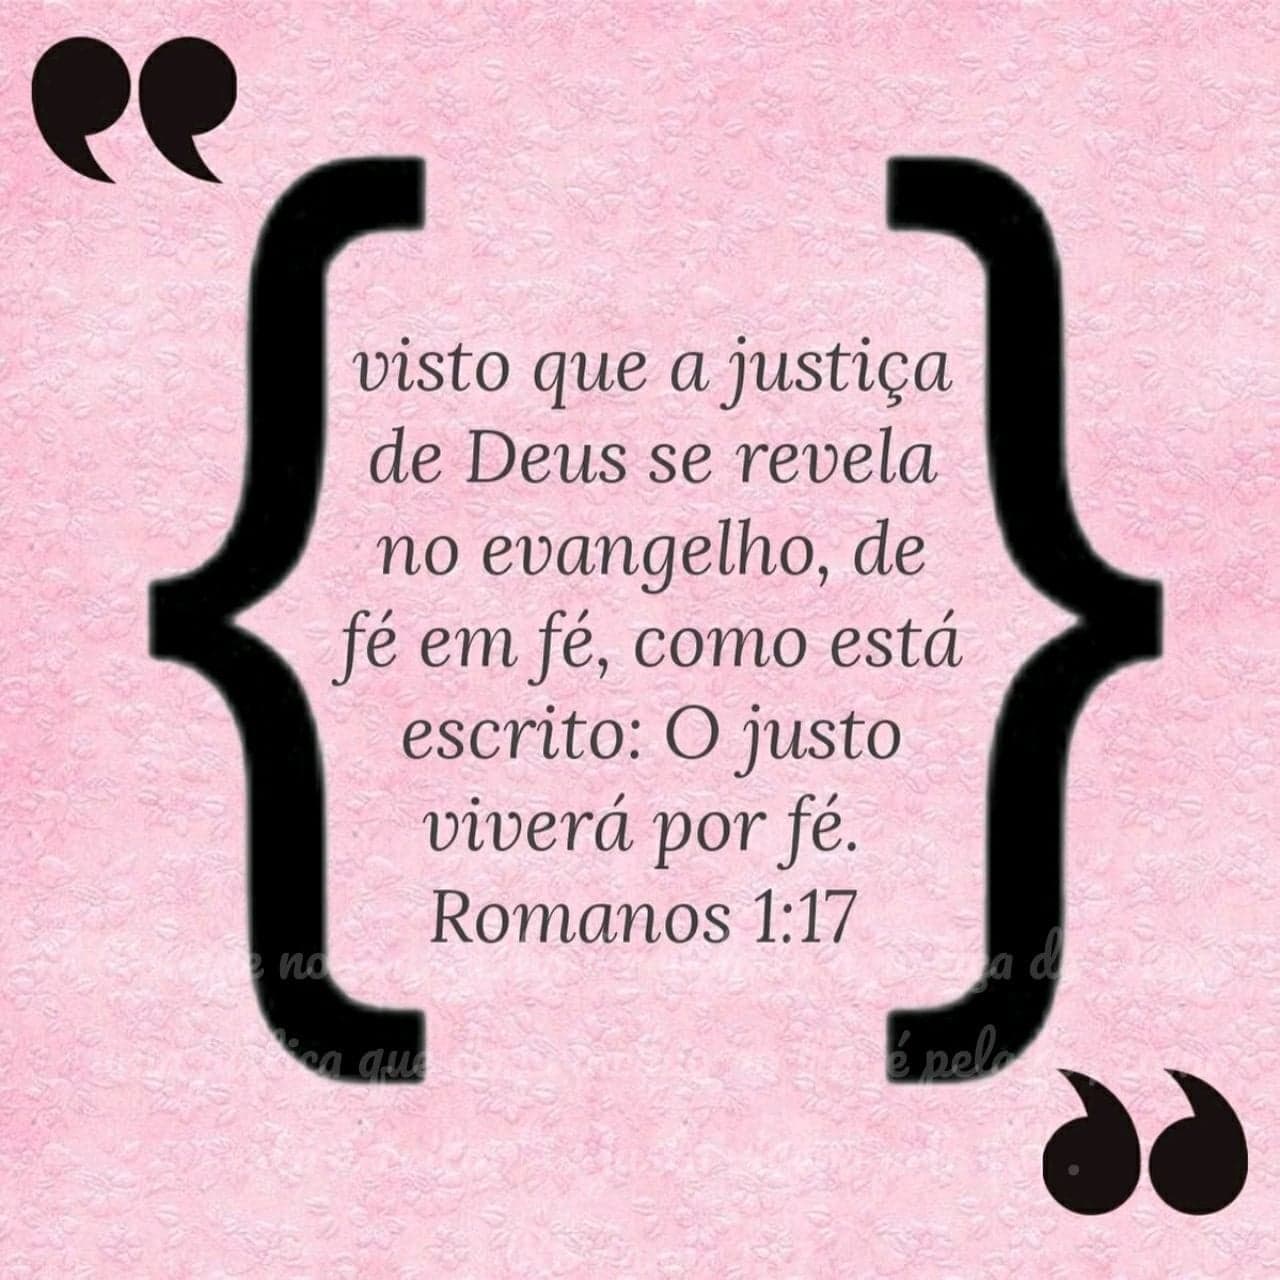 visto que a justiça
de Deus se revela
no evangelho, de
fé em fé, como está
escrito: O justo
viverá por fé.
Romanos 1:17